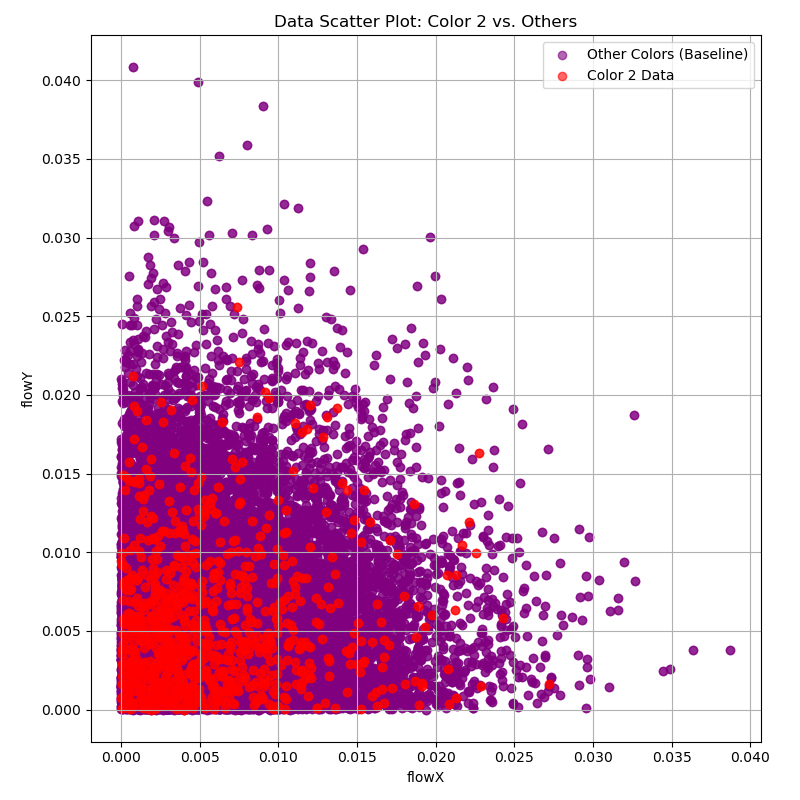 Data Scatter Plot: Color 2 vs. Others
Other Colors (Baseline)
Color 2 Data
0.040
0.035
0.030
0.025
0.020
0.015
0.010
0.005
0.000
flowY
0.000 0.005 0.010 0.015 0.020 0.025 0.030 0.035 0.040
flowX